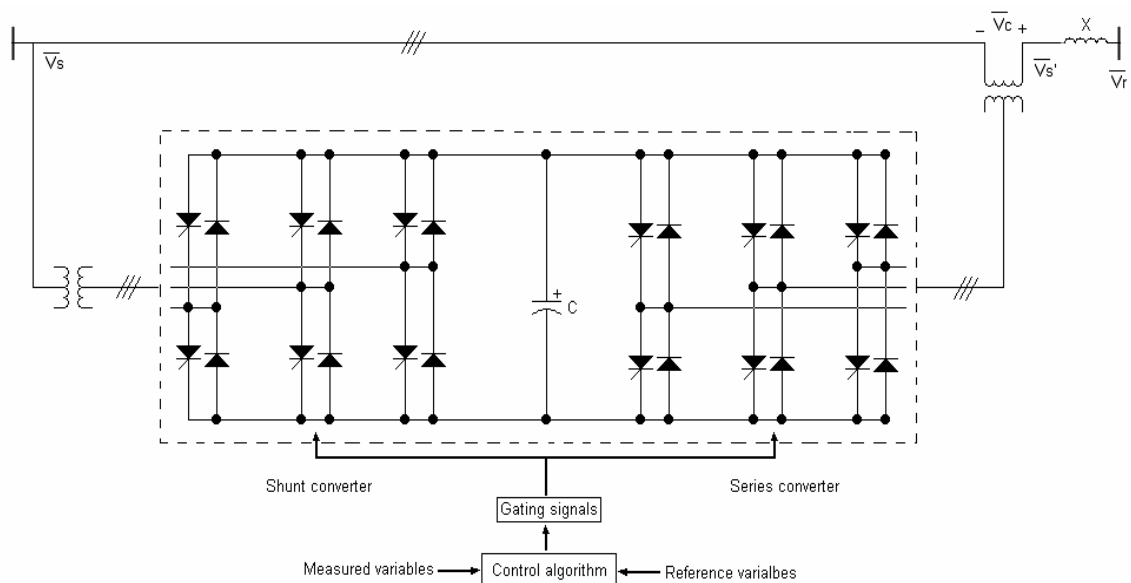 V̅s
− V̅c +
X
V̅s'
V̅r
+
C
Shunt converter
Series converter
Gating signals
Measured variables
Control algorithm
Reference varialbes